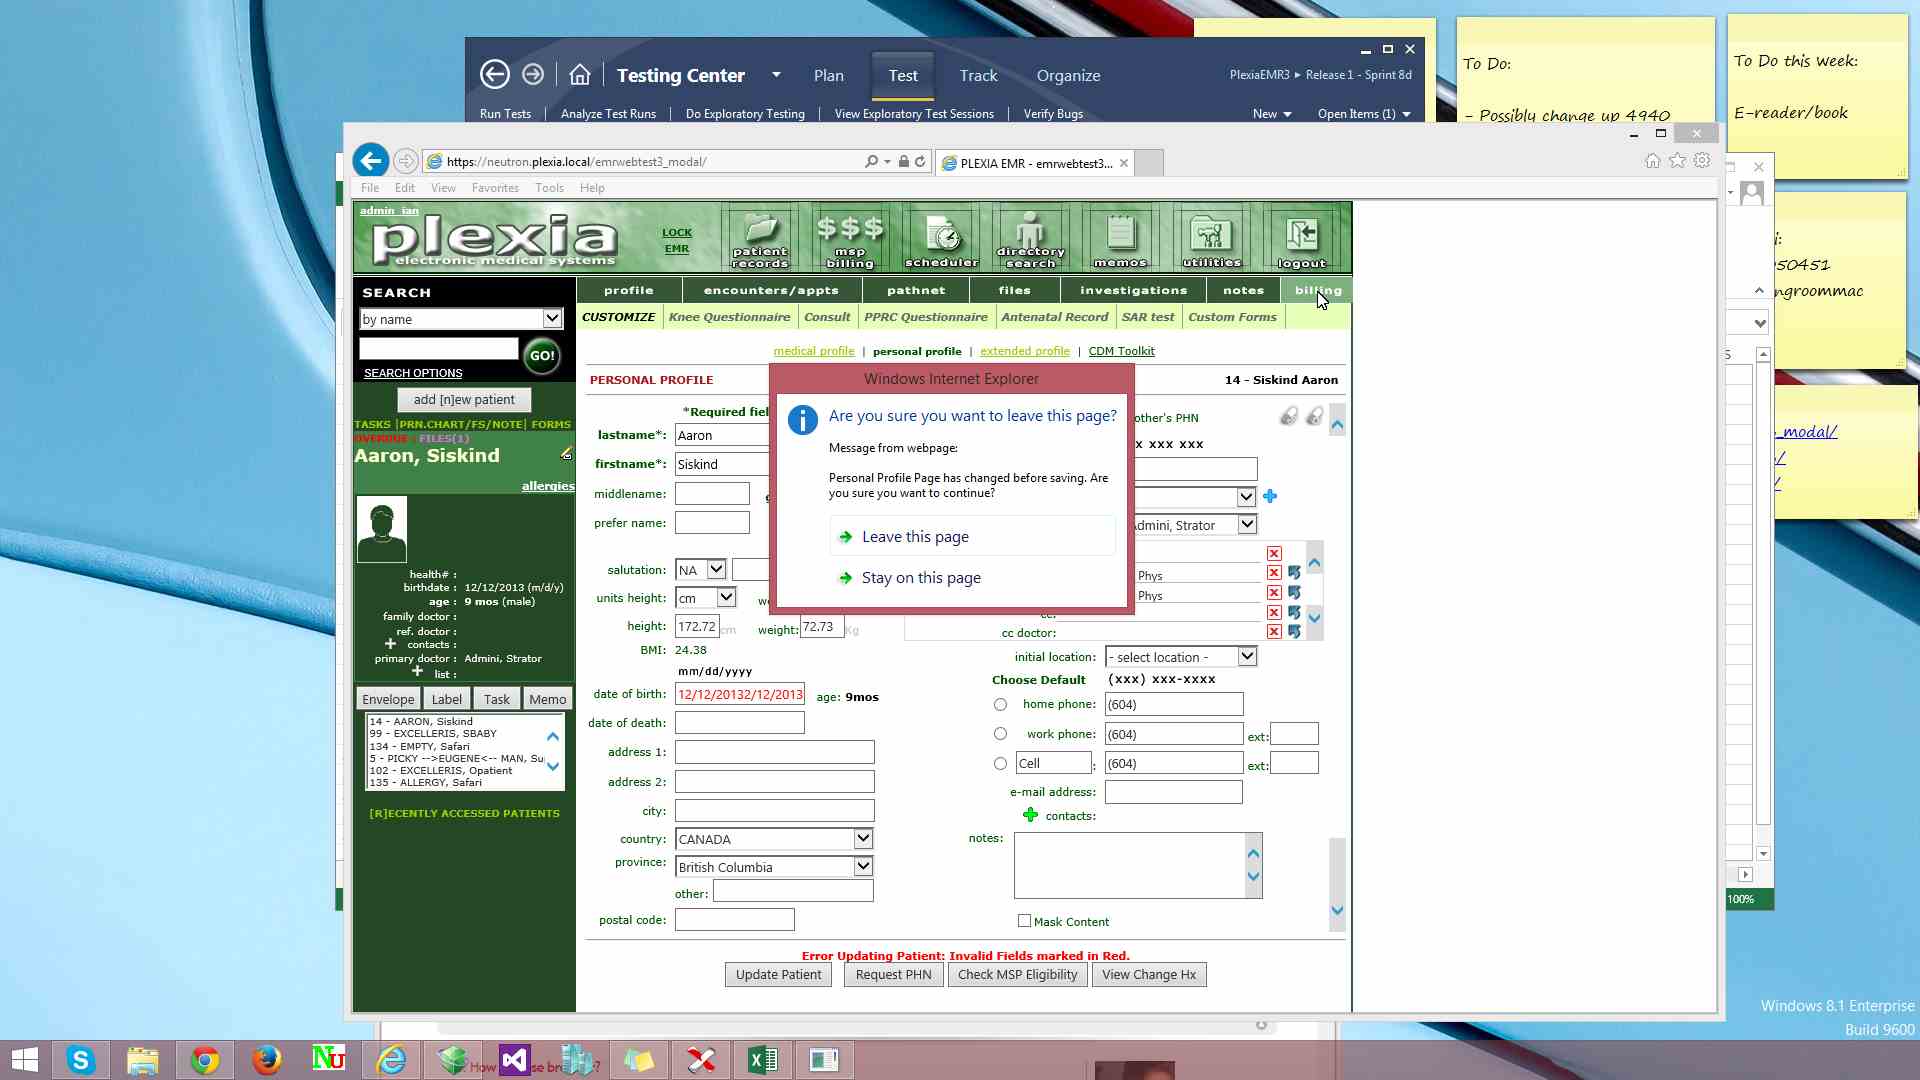 To Do:
- Possibly change up 4940
To Do this week:
E-reader/book
Testing Center
Plan
Test
Track
Organize
PlexiaEMR3 ▸ Release 1 - Sprint 8d
Run Tests
Analyze Test Runs
Do Exploratory Testing
View Exploratory Test Sessions
Verify Bugs
New
Open Items (1)
https://neutron.plexia.local/emrwebtest3_modal/
PLEXIA EMR - emrwebtest3...
File Edit View Favorites Tools Help
admin ian
plexia
electronic medical systems
LOCK
EMR
patient
records
$$$
msp
billing
scheduler
directory
search
memos
utilities
logout
50451
ngroommac
_modal/
SEARCH
by name
GO!
SEARCH OPTIONS
add [n]ew patient
TASKS |PRN.CHART/FS/NOTE| FORMS
OVERDUE : FILES(1)
Aaron, Siskind
allergies
health# :
birthdate : 12/12/2013 (m/d/y)
age : 9 mos (male)
family doctor :
ref. doctor :
contacts :
primary doctor : Admini, Strator
list :
Envelope Label Task Memo
14 - AARON, Siskind
99 - EXCELLERIS, SBABY
134 - EMPTY, Safari
5 - PICKY -->EUGENE<-- MAN, Su
102 - EXCELLERIS, Opatient
135 - ALLERGY, Safari
[R]ECENTLY ACCESSED PATIENTS
profile encounters/appts pathnet files investigations notes billing
CUSTOMIZE Knee Questionnaire Consult PPRC Questionnaire Antenatal Record SAR test Custom Forms
medical profile | personal profile | extended profile | CDM Toolkit
PERSONAL PROFILE
14 - Siskind Aaron
*Required fiel
other's PHN
x xxx xxx
lastname*: Aaron
firstname*: Siskind
middlename:
prefer name:
salutation: NA
units height: cm
we
height: 172.72 cm weight: 72.73 Kg
BMI: 24.38
mm/dd/yyyy
date of birth: 12/12/20132/12/2013 age: 9mos
date of death:
address 1:
address 2:
city:
country: CANADA
province: British Columbia
other:
postal code:
Admini, Strator
Phys
Phys
cc doctor:
initial location: - select location -
Choose Default (xxx) xxx-xxxx
home phone: (604)
work phone: (604) ext:
Cell : (604) ext:
e-mail address:
contacts:
notes:
Mask Content
Windows Internet Explorer
Are you sure you want to leave this page?
Message from webpage:
Personal Profile Page has changed before saving. Are
you sure you want to continue?
Leave this page
Stay on this page
Error Updating Patient: Invalid Fields marked in Red.
Update Patient Request PHN Check MSP Eligibility View Change Hx
100%
Windows 8.1 Enterprise
Build 9600
Nu